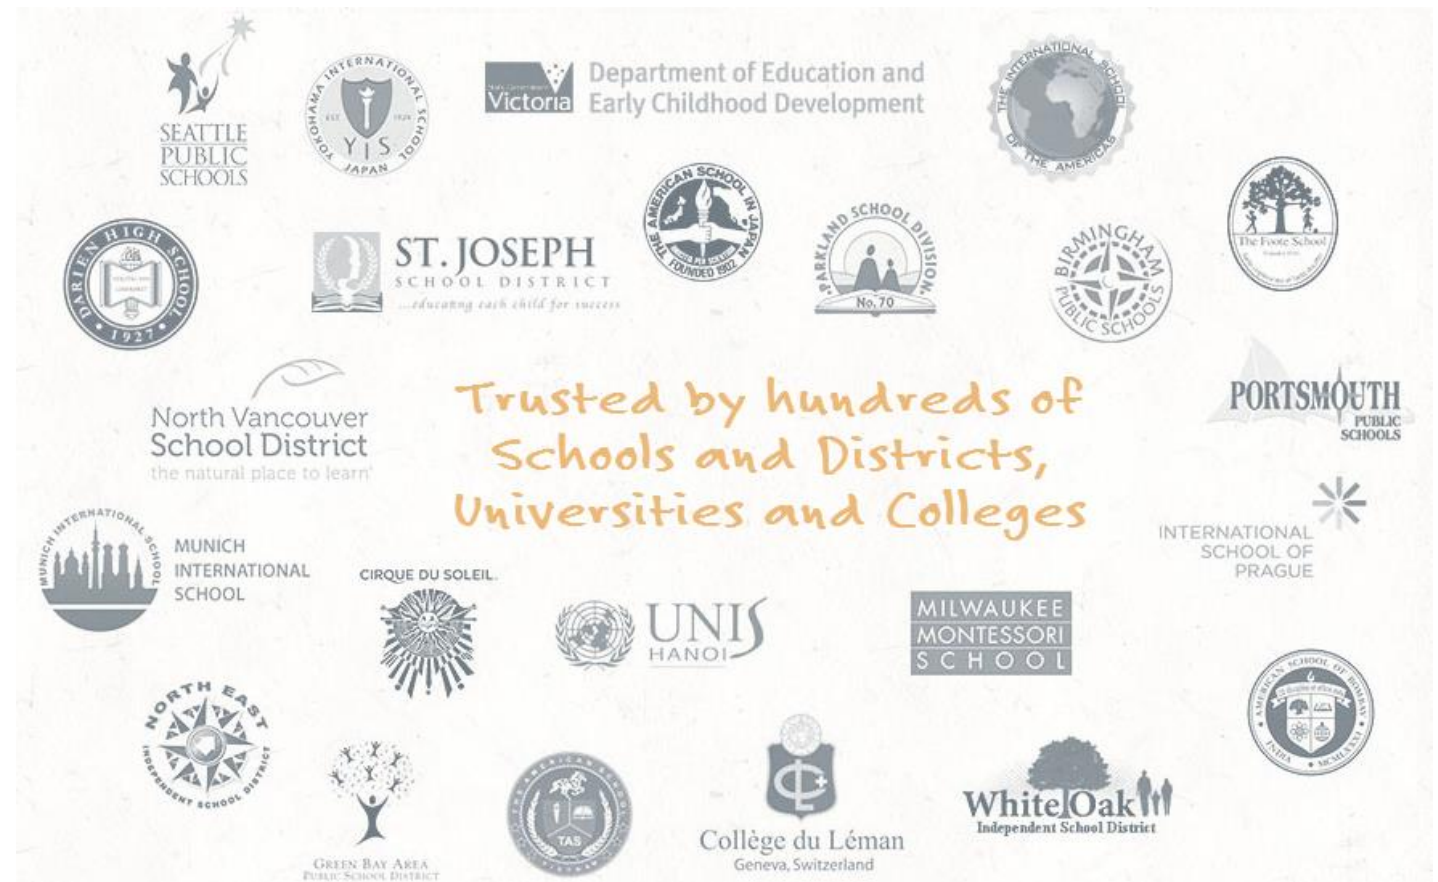 SEATTLE
PUBLIC
SCHOOLS
YOKOHAMA INTERNATIONAL SCHOOL
EST. 1924
YIS
JAPAN
Victoria
Department of Education and
Early Childhood Development
THE INTERNATIONAL SCHOOL
OF THE AMERICAS
DARIEN HIGH SCHOOL
• 1927 •
ST. JOSEPH
SCHOOL DISTRICT
...educating each child for success
THE AMERICAN SCHOOL IN JAPAN
FOUNDED 1902
PARKLAND SCHOOL DIVISION
No. 70
BIRMINGHAM
PUBLIC SCHOOLS
The Foote School
North Vancouver
School District
the natural place to learn
Trusted by hundreds of
Schools and Districts,
Universities and Colleges
PORTSMOUTH
PUBLIC
SCHOOLS
MUNICH INTERNATIONAL SCHOOL
MUNICH
INTERNATIONAL
SCHOOL
CIRQUE DU SOLEIL
UNIS
HANOI
MILWAUKEE
MONTESSORI
SCHOOL
INTERNATIONAL
SCHOOL OF
PRAGUE
NORTH EAST
INDEPENDENT SCHOOL DISTRICT
GREEN BAY AREA
PUBLIC SCHOOL DISTRICT
THE AMERICAN SCHOOL
TAS
Collège du Léman
Geneva, Switzerland
WhiteOak
Independent School District
AMERICAN SCHOOL OF BOMBAY
INDIA • MCMLXXXI